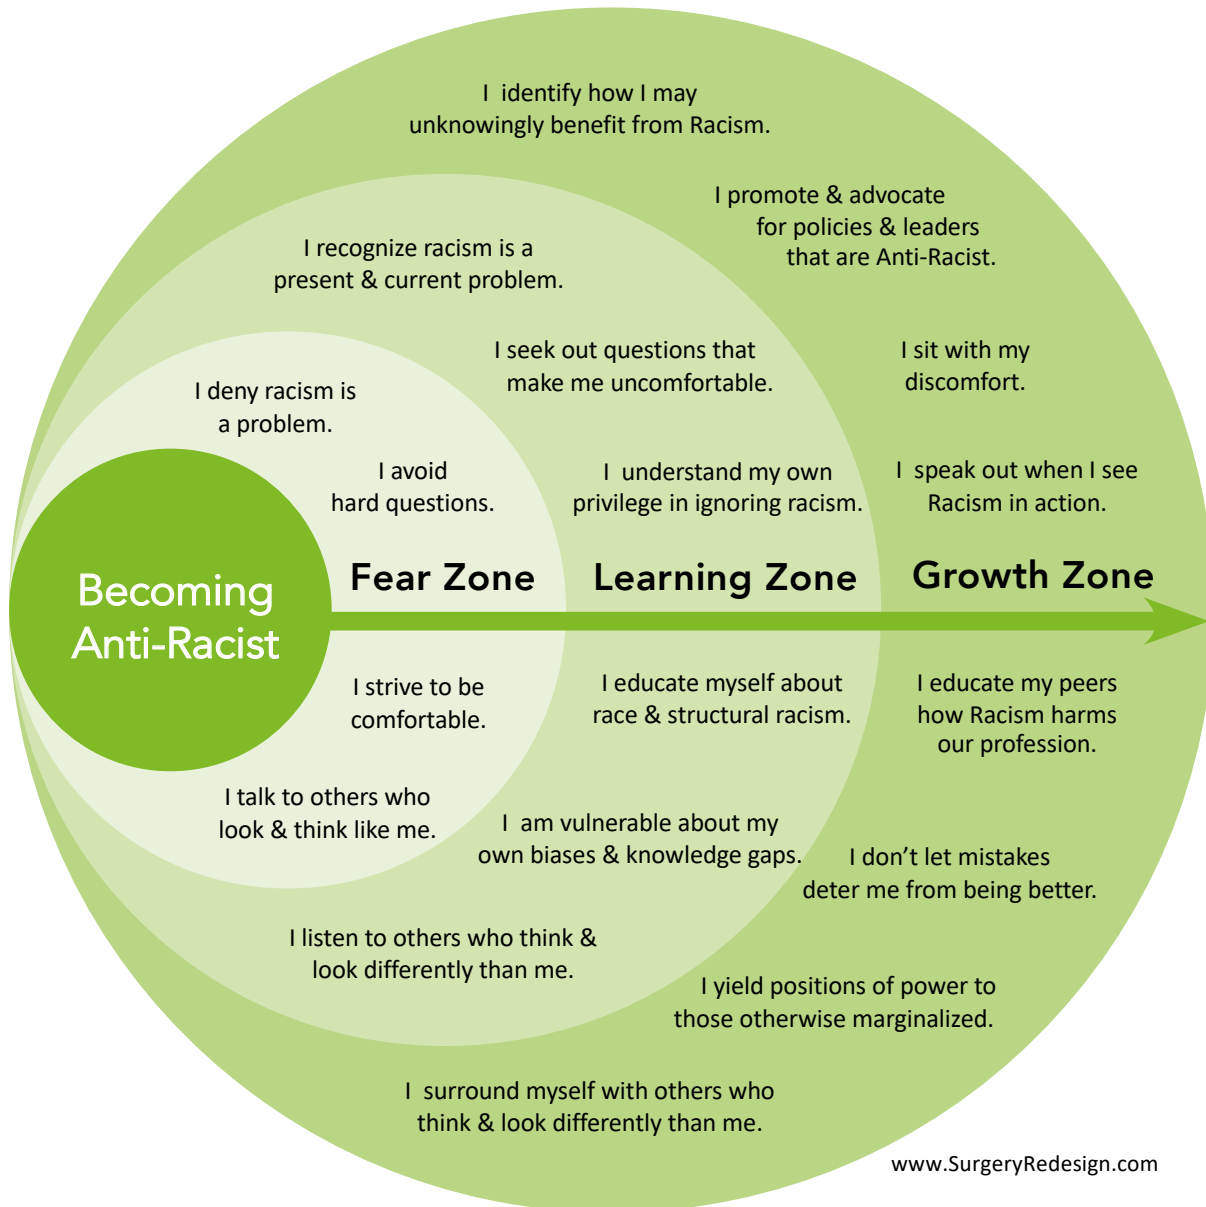 I identify how I may
unknowingly benefit from Racism.
I promote & advocate
for policies & leaders
that are Anti-Racist.
I recognize racism is a
present & current problem.
I seek out questions that
make me uncomfortable.
I sit with my
discomfort.
I deny racism is
a problem.
I avoid
hard questions.
I understand my own
privilege in ignoring racism.
I speak out when I see
Racism in action.
Becoming
Anti-Racist
Fear Zone
Learning Zone
Growth Zone
I strive to be
comfortable.
I educate myself about
race & structural racism.
I educate my peers
how Racism harms
our profession.
I talk to others who
look & think like me.
I am vulnerable about my
own biases & knowledge gaps.
I don't let mistakes
deter me from being better.
I listen to others who think &
look differently than me.
I yield positions of power to
those otherwise marginalized.
I surround myself with others who
think & look differently than me.
www.SurgeryRedesign.com